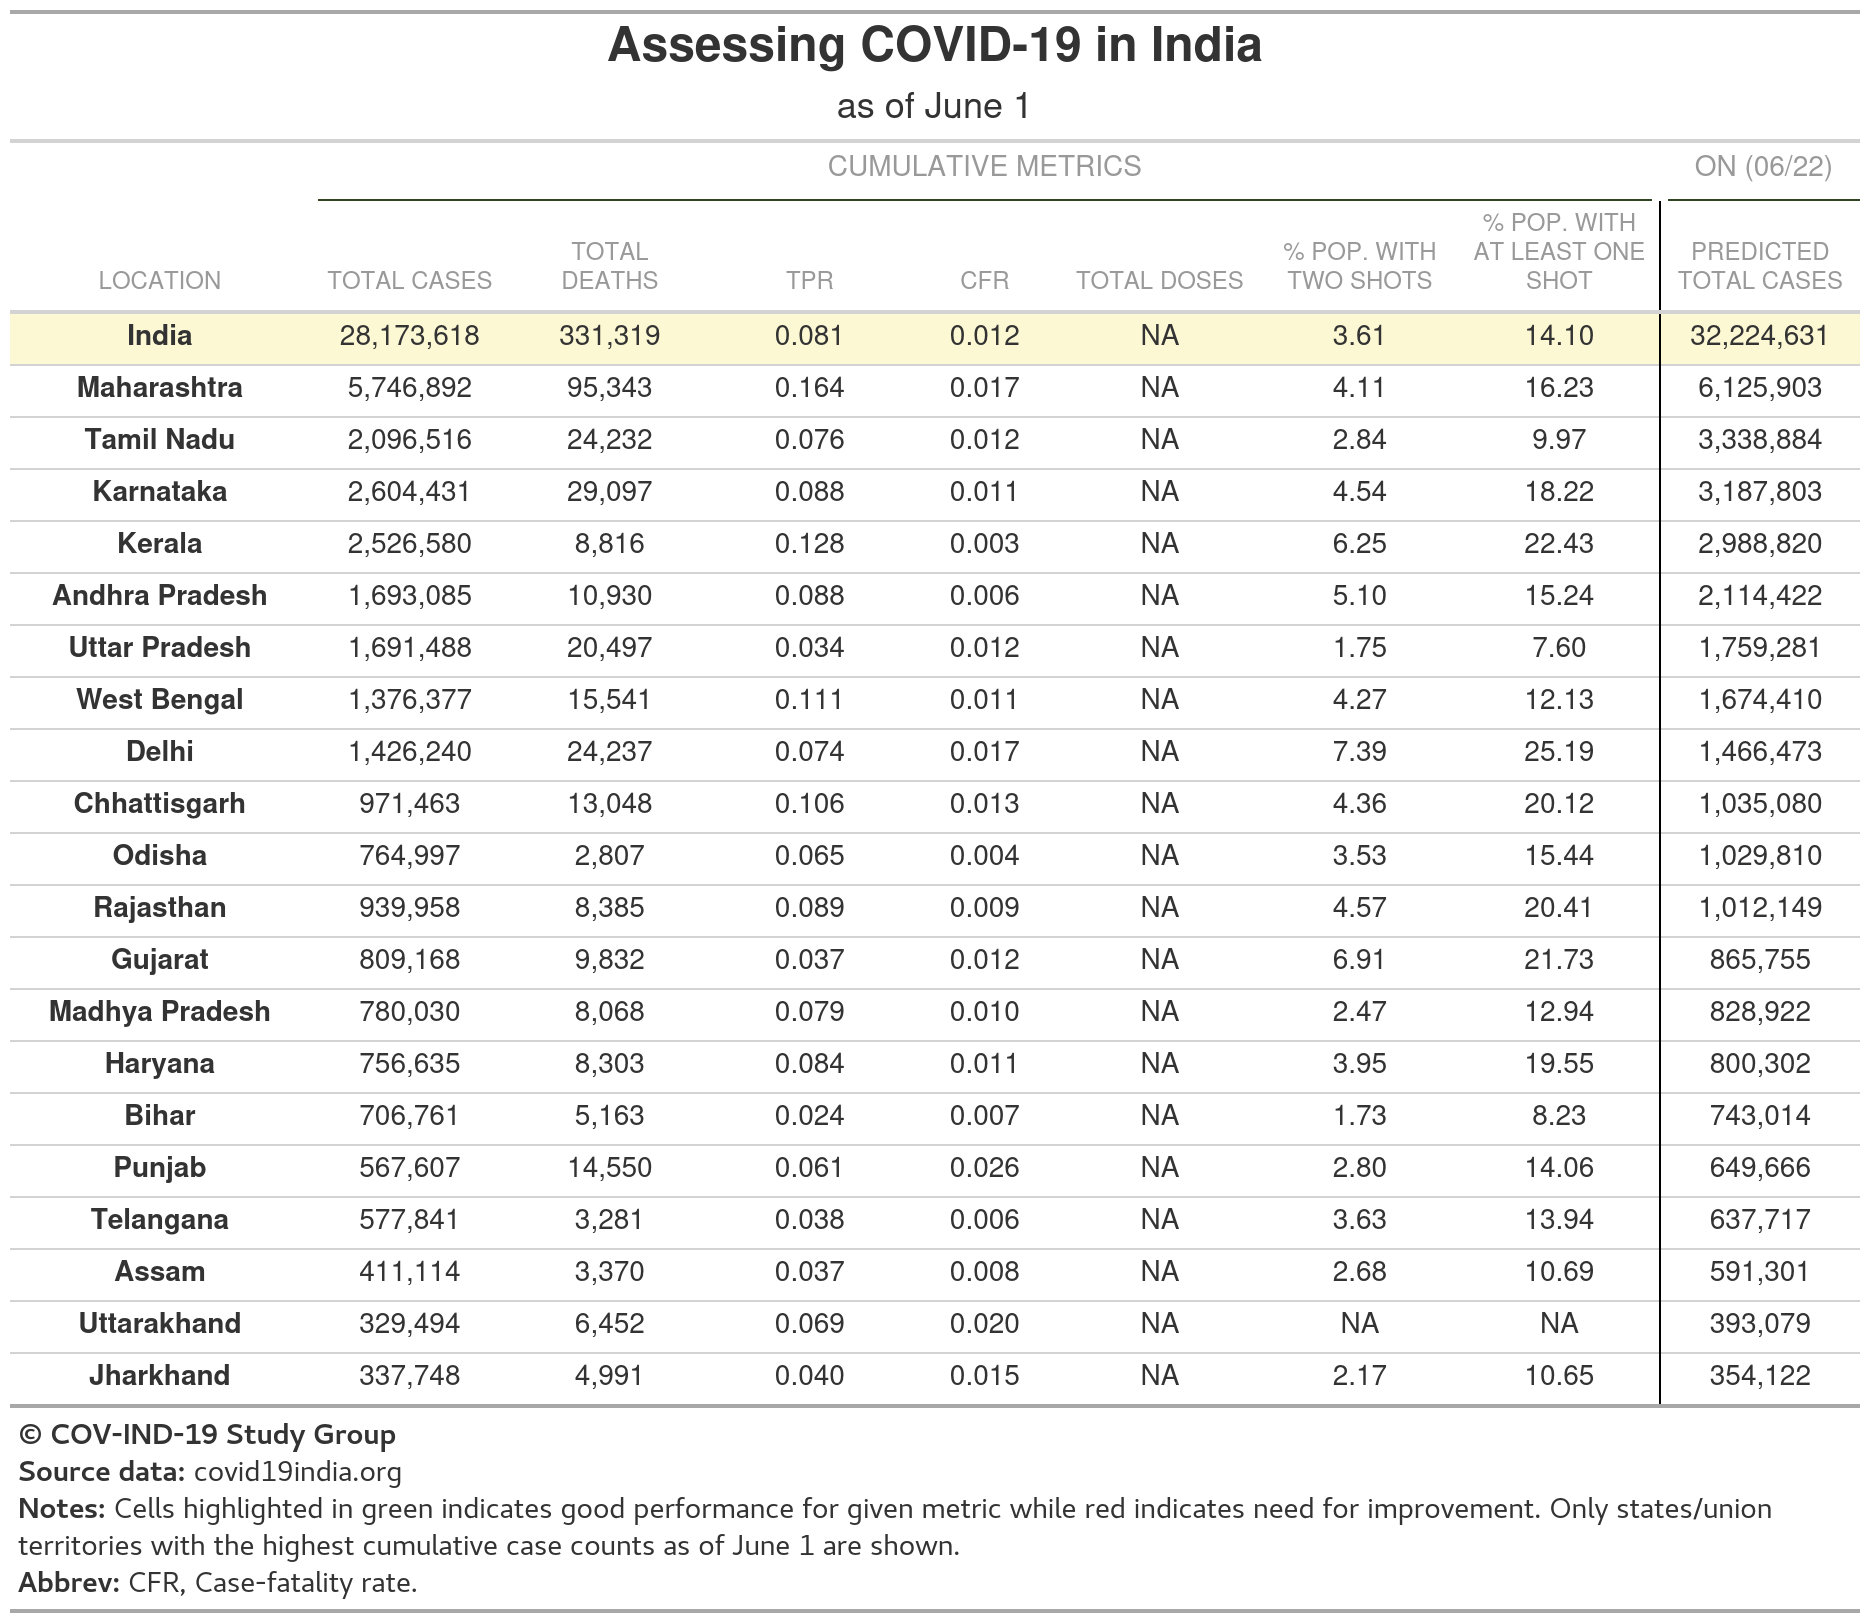 Assessing COVID-19 in India
as of June 1
CUMULATIVE METRICS ON (06/22)
LOCATION TOTAL CASES TOTAL DEATHS TPR CFR TOTAL DOSES % POP. WITH TWO SHOTS % POP. WITH AT LEAST ONE SHOT PREDICTED TOTAL CASES
India 28,173,618 331,319 0.081 0.012 NA 3.61 14.10 32,224,631
Maharashtra 5,746,892 95,343 0.164 0.017 NA 4.11 16.23 6,125,903
Tamil Nadu 2,096,516 24,232 0.076 0.012 NA 2.84 9.97 3,338,884
Karnataka 2,604,431 29,097 0.088 0.011 NA 4.54 18.22 3,187,803
Kerala 2,526,580 8,816 0.128 0.003 NA 6.25 22.43 2,988,820
Andhra Pradesh 1,693,085 10,930 0.088 0.006 NA 5.10 15.24 2,114,422
Uttar Pradesh 1,691,488 20,497 0.034 0.012 NA 1.75 7.60 1,759,281
West Bengal 1,376,377 15,541 0.111 0.011 NA 4.27 12.13 1,674,410
Delhi 1,426,240 24,237 0.074 0.017 NA 7.39 25.19 1,466,473
Chhattisgarh 971,463 13,048 0.106 0.013 NA 4.36 20.12 1,035,080
Odisha 764,997 2,807 0.065 0.004 NA 3.53 15.44 1,029,810
Rajasthan 939,958 8,385 0.089 0.009 NA 4.57 20.41 1,012,149
Gujarat 809,168 9,832 0.037 0.012 NA 6.91 21.73 865,755
Madhya Pradesh 780,030 8,068 0.079 0.010 NA 2.47 12.94 828,922
Haryana 756,635 8,303 0.084 0.011 NA 3.95 19.55 800,302
Bihar 706,761 5,163 0.024 0.007 NA 1.73 8.23 743,014
Punjab 567,607 14,550 0.061 0.026 NA 2.80 14.06 649,666
Telangana 577,841 3,281 0.038 0.006 NA 3.63 13.94 637,717
Assam 411,114 3,370 0.037 0.008 NA 2.68 10.69 591,301
Uttarakhand 329,494 6,452 0.069 0.020 NA NA NA 393,079
Jharkhand 337,748 4,991 0.040 0.015 NA 2.17 10.65 354,122
© COV-IND-19 Study Group
Source data: covid19india.org
Notes: Cells highlighted in green indicates good performance for given metric while red indicates need for improvement. Only states/union
territories with the highest cumulative case counts as of June 1 are shown.
Abbrev: CFR, Case-fatality rate.